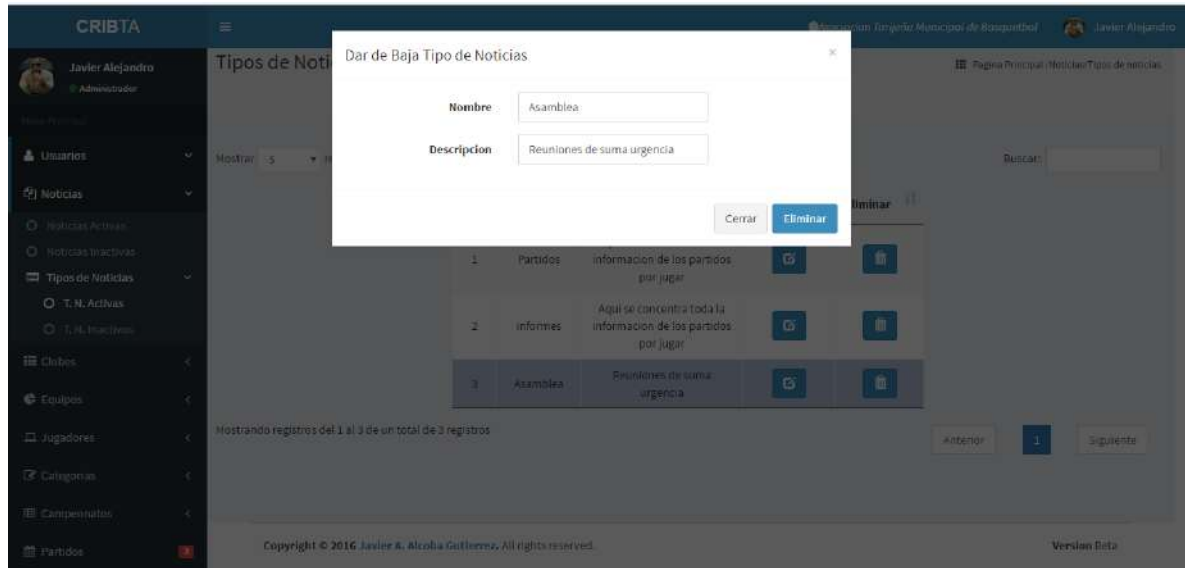 CRIBTA
Municipal de Basquetbol
Javier Alejandro
Javier Alejandro
Administrador
Tipos de Noti
Pagina Principal /Noticias/Tipos de noticias
Dar de Baja Tipo de Noticias
×
Nombre
Asamblea
Descripcion
Reuniones de suma urgencia
Cerrar
Eliminar
Usuarios
Noticias
Noticias Activas
Noticias Inactivas
Tipos de Noticias
T. N. Activas
T. N. Inactivas
Clubes
Equipos
Jugadores
Categorias
Campeonatos
Partidos
3
Mostrar 5
Buscar:
liminar
1
Partidos
informacion de los partidos
por jugar
2
informes
Aqui se concentra toda la
informacion de los partidos
por jugar
3
Asamblea
Reuniones de suma
urgencia
Mostrando registros del 1 al 3 de un total de 3 registros
Anterior
1
Siguiente
Copyright © 2016 Javier A. Alcoba Gutierrez. All rights reserved.
Version Beta